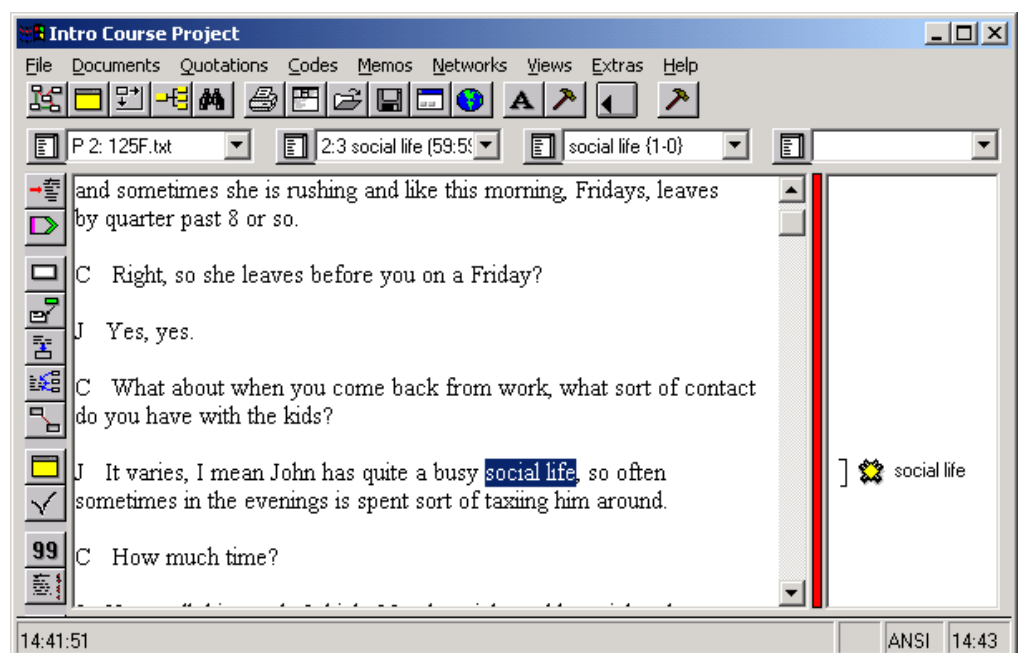 Intro Course Project
File Documents Quotations Codes Memos Networks Views Extras Help
A
P 2: 125F.txt 2:3 social life (59:59 social life {1-0}
and sometimes she is rushing and like this morning, Fridays, leaves
by quarter past 8 or so.
C Right, so she leaves before you on a Friday?
J Yes, yes.
C What about when you come back from work, what sort of contact
do you have with the kids?
J It varies, I mean John has quite a busy social life, so often
social life
sometimes in the evenings is spent sort of taxiing him around.
99
C How much time?
14:41:51 ANSI 14:43